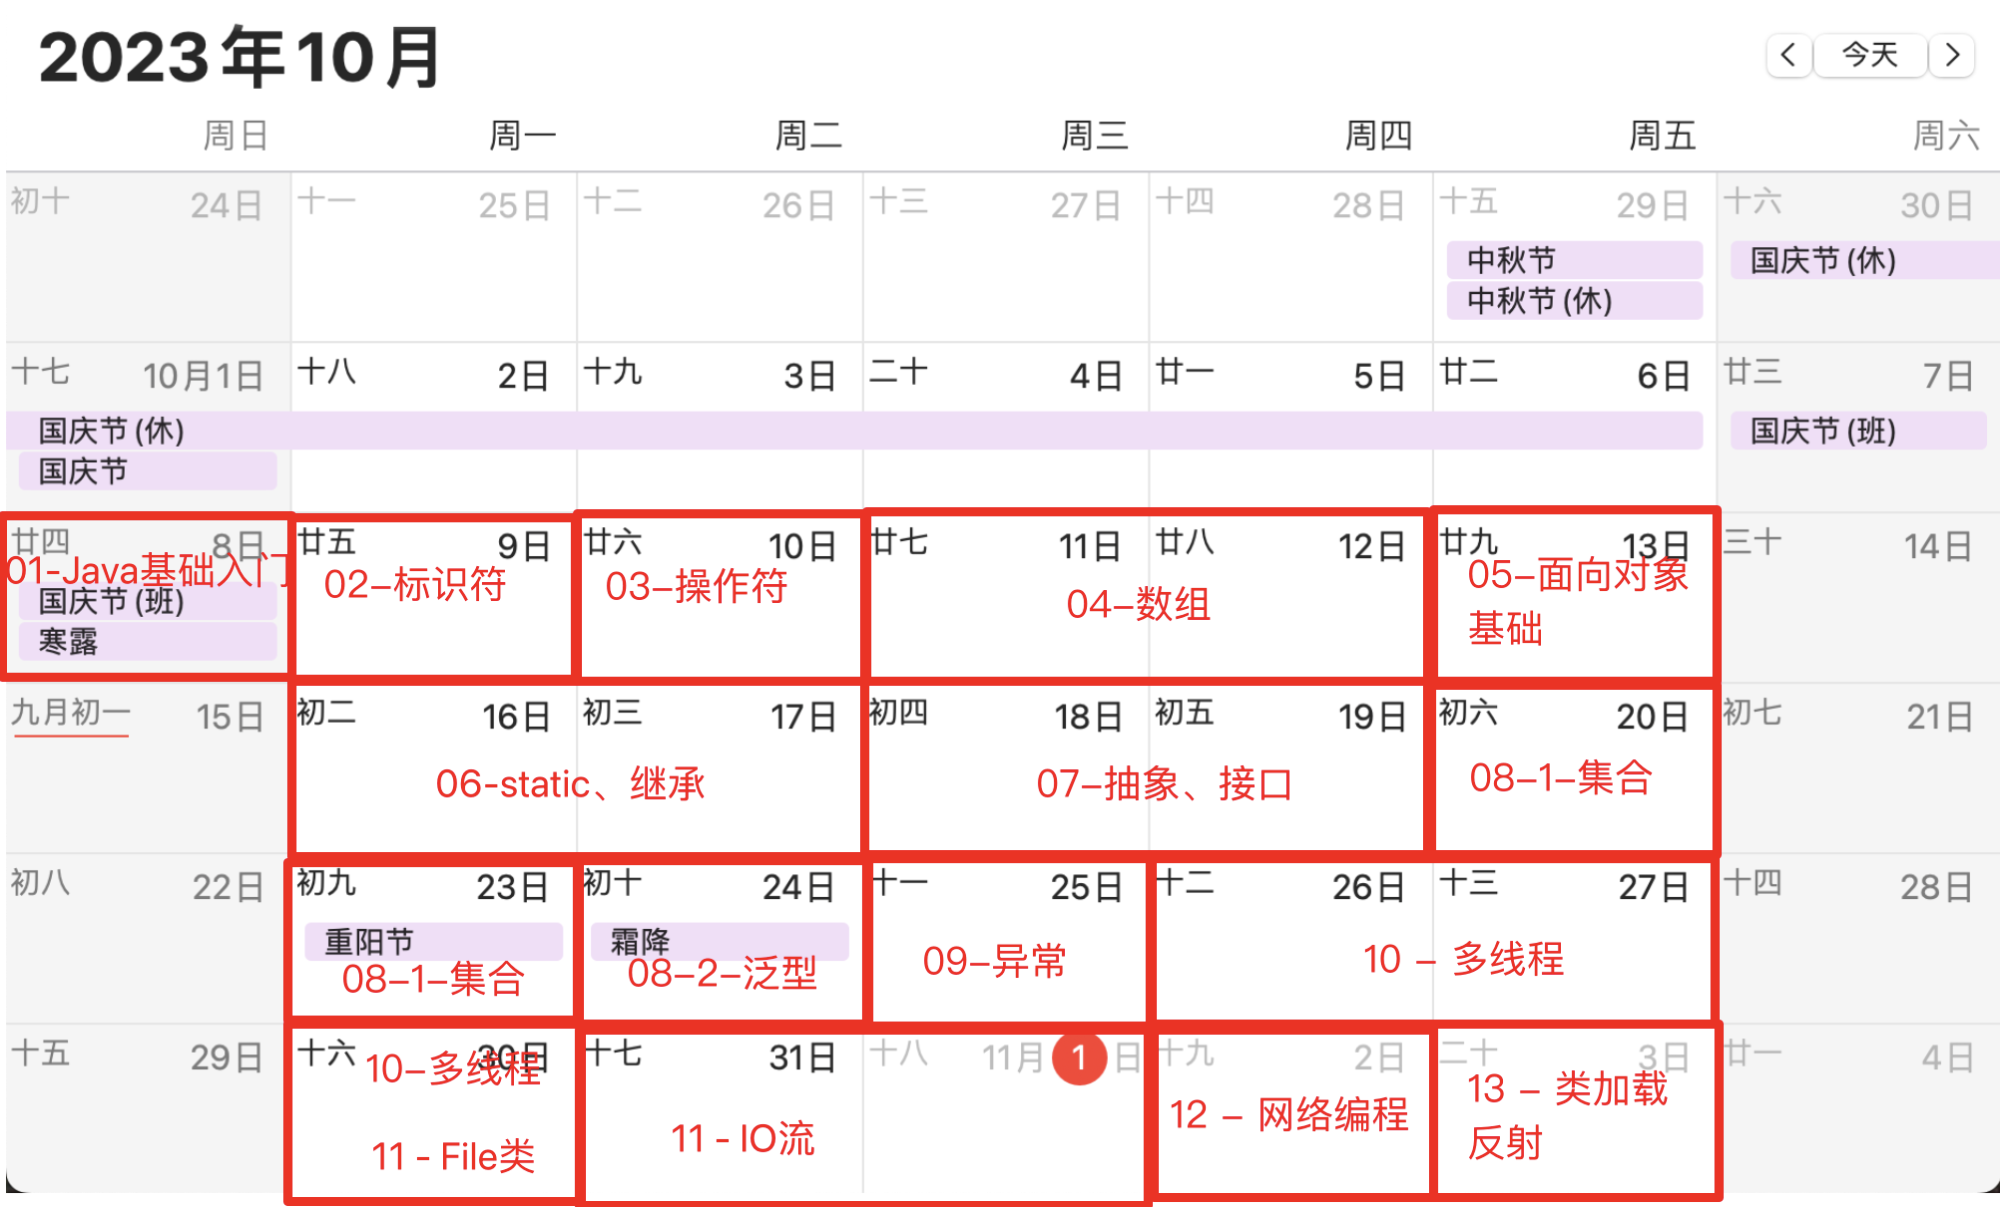 2023年10月
今天
周日 周一 周二 周三 周四 周五 周六
初十 24日 十一 25日 十二 26日 十三 27日 十四 28日 十五 29日 十六 30日
中秋节 国庆节 (休)
中秋节 (休)
十七 10月1日 十八 2日 十九 3日 二十 4日 廿一 5日 廿二 6日 廿三 7日
国庆节 (休) 国庆节 (班)
国庆节
廿四 8日 廿五 9日 廿六 10日 廿七 11日 廿八 12日 廿九 13日 三十 14日
01-Java基础入门 02-标识符 03-操作符 04-数组 05-面向对象
基础
国庆节 (班)
寒露
九月初一 15日 初二 16日 初三 17日 初四 18日 初五 19日 初六 20日 初七 21日
06-static、继承 07-抽象、接口 08-1-集合
初八 22日 初九 23日 初十 24日 十一 25日 十二 26日 十三 27日 十四 28日
重阳节 霜降
08-1-集合 08-2-泛型 09-异常 10 - 多线程
十五 29日 十六 30日 十七 31日 十八 11月1日 十九 2日 二十 3日 廿一 4日
10-多线程
11 - File类 11 - IO流 12 - 网络编程 13 - 类加载
反射